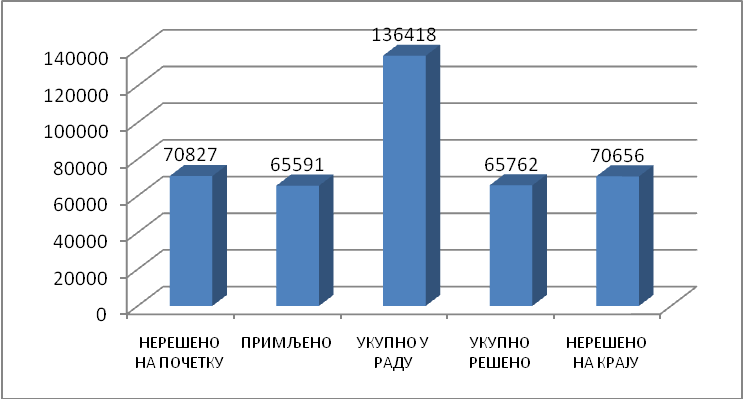 136418
140000
120000
100000
70827
65591
65762
70656
80000
60000
40000
20000
0
НЕРЕШЕНО
НА ПОЧЕТКУ
ПРИМЉЕНО
УКУПНО У
РАДУ
УКУПНО
РЕШЕНО
НЕРЕШЕНО
НА КРАЈУ